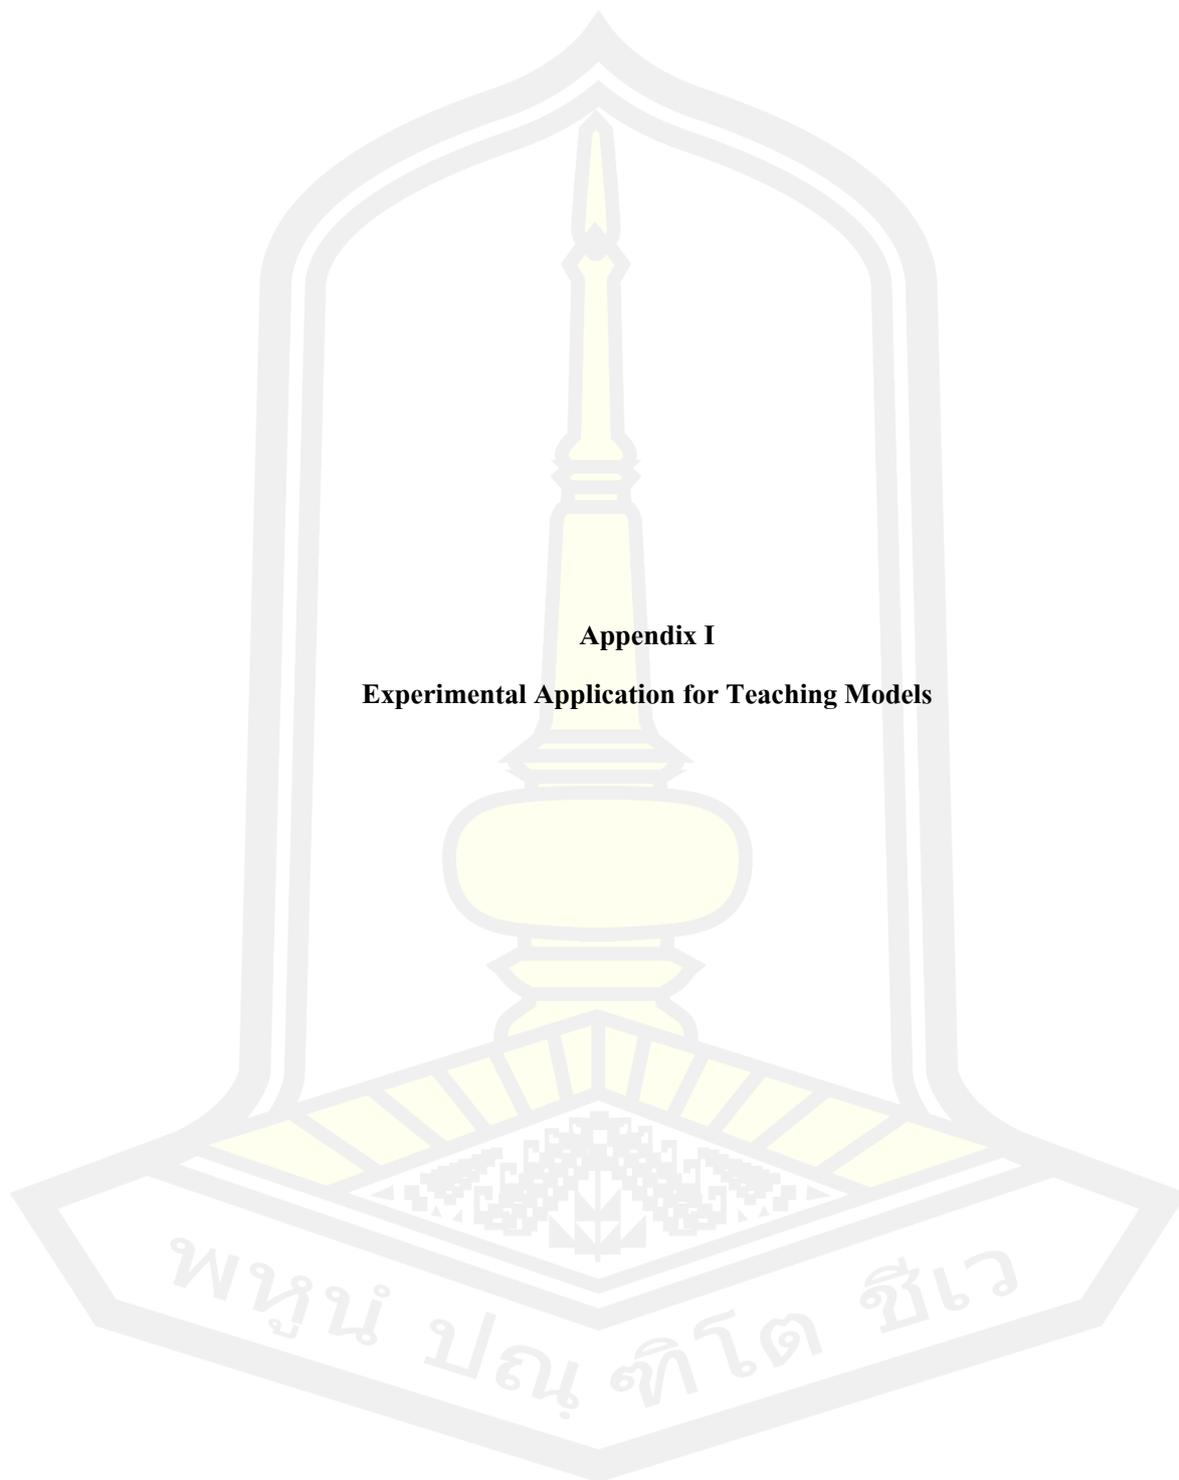 Appendix I
Experimental Application for Teaching Models
พหูนํ ปณฺฑิโต ชีเว